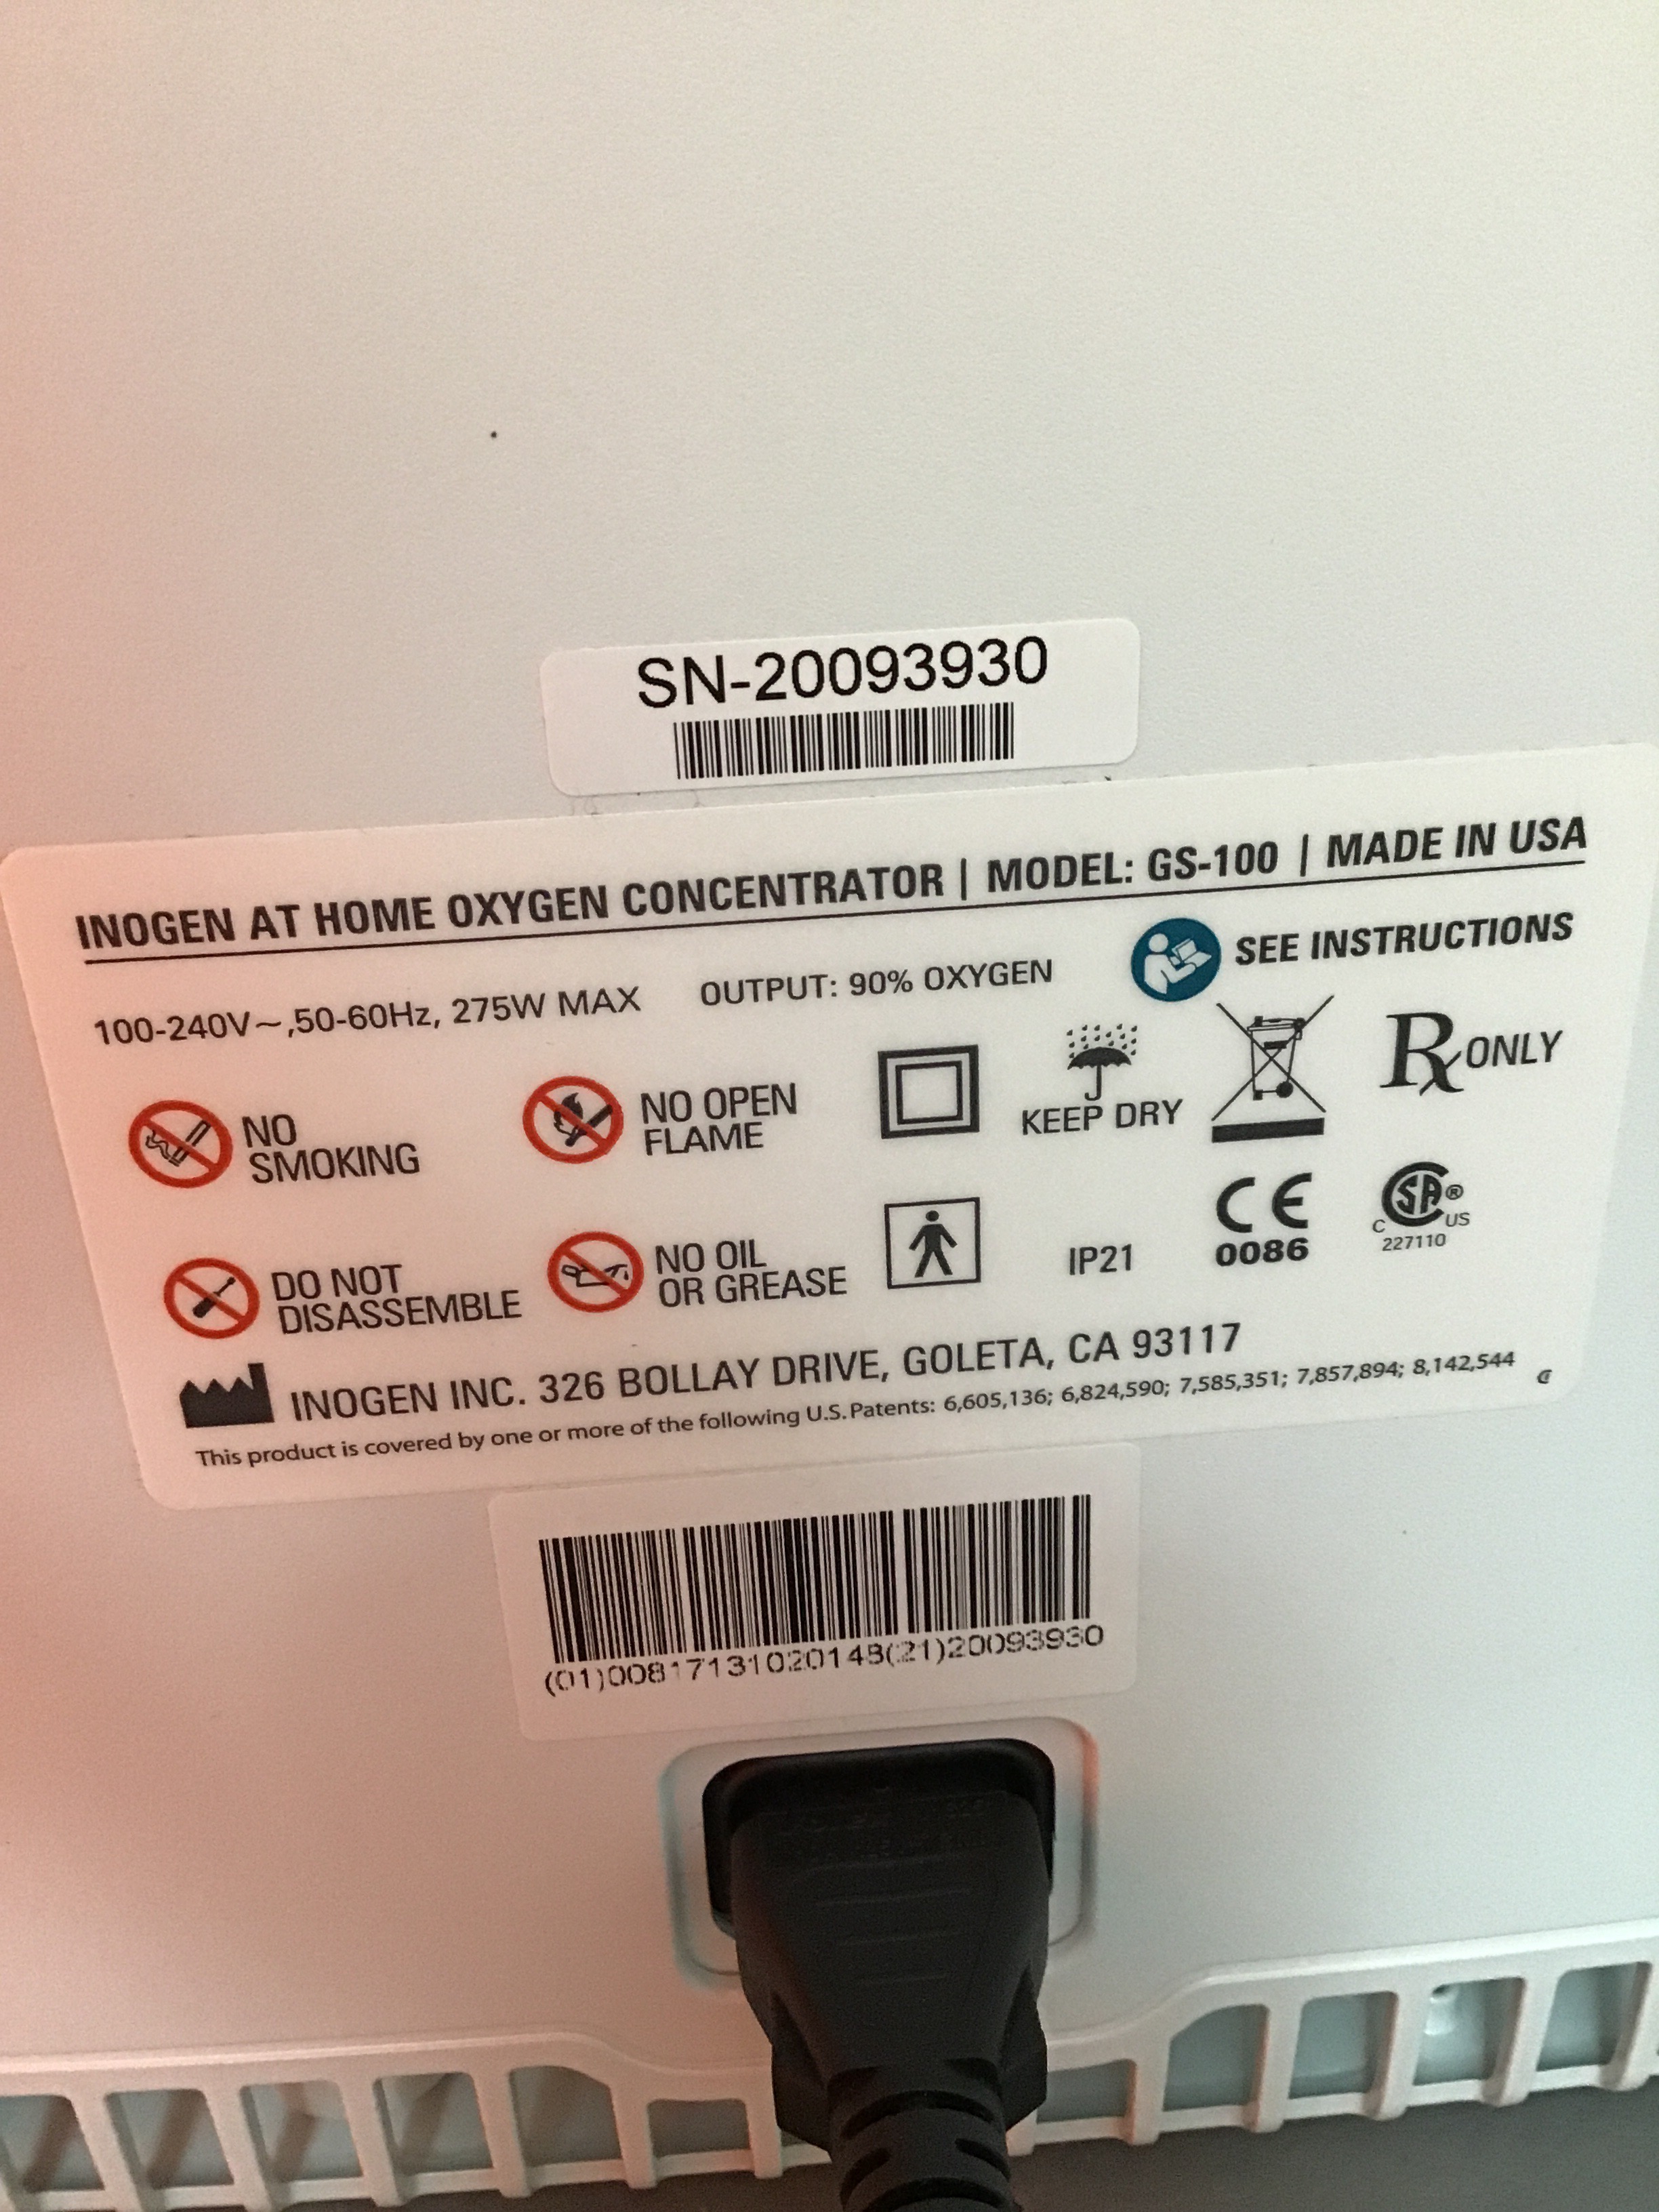 SN-20093930
INOGEN AT HOME OXYGEN CONCENTRATOR | MODEL: GS-100 | MADE IN USA
100-240V~,50-60Hz, 275W MAX OUTPUT: 90% OXYGEN SEE INSTRUCTIONS
NO SMOKING
NO OPEN FLAME
KEEP DRY
Rx ONLY
DO NOT DISASSEMBLE
NO OIL OR GREASE
IP21
CE
0086
CSA®
C US
227110
INOGEN INC. 326 BOLLAY DRIVE, GOLETA, CA 93117
This product is covered by one or more of the following U.S. Patents: 6,605,136; 6,824,590; 7,585,351; 7,857,894; 8,142,544
(01)00817131020148(21)20093930